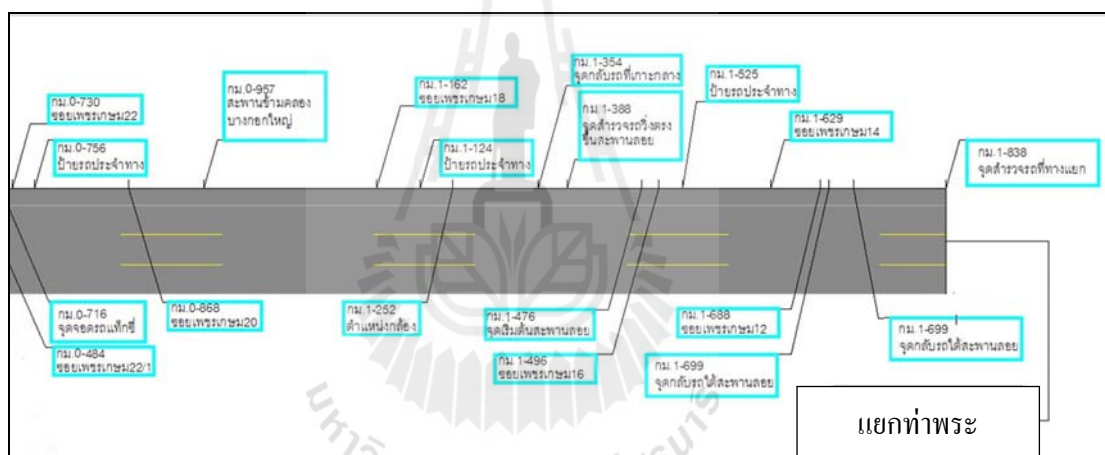 กม.0-730
ซอยเพชรเกษม22
กม.0-756
ป้ายรถประจำทาง
กม.0-957
สะพานข้ามคลอง
บางกอกใหญ่
กม.1-162
ซอยเพชรเกษม18
กม.1-124
ป้ายรถประจำทาง
กม.1-354
จุดกลับรถที่เกาะกลาง
กม.1-388
จุดสำรวจรถวิ่งตรง
ขึ้นสะพานลอย
กม.1-525
ป้ายรถประจำทาง
กม.1-629
ซอยเพชรเกษม14
กม.1-838
จุดสำรวจรถที่ทางแยก
กม.0-716
จุดจอดรถแท็กซี่
กม.0-484
ซอยเพชรเกษม22/1
กม.0-868
ซอยเพชรเกษม20
กม.1-252
ตำแหน่งกล้อง
กม.1-476
จุดเริ่มต้นสะพานลอย
กม.1-496
ซอยเพชรเกษม16
กม.1-688
ซอยเพชรเกษม12
กม.1-699
จุดกลับรถใต้สะพานลอย
กม.1-699
จุดกลับรถใต้สะพานลอย
แยกท่าพระ